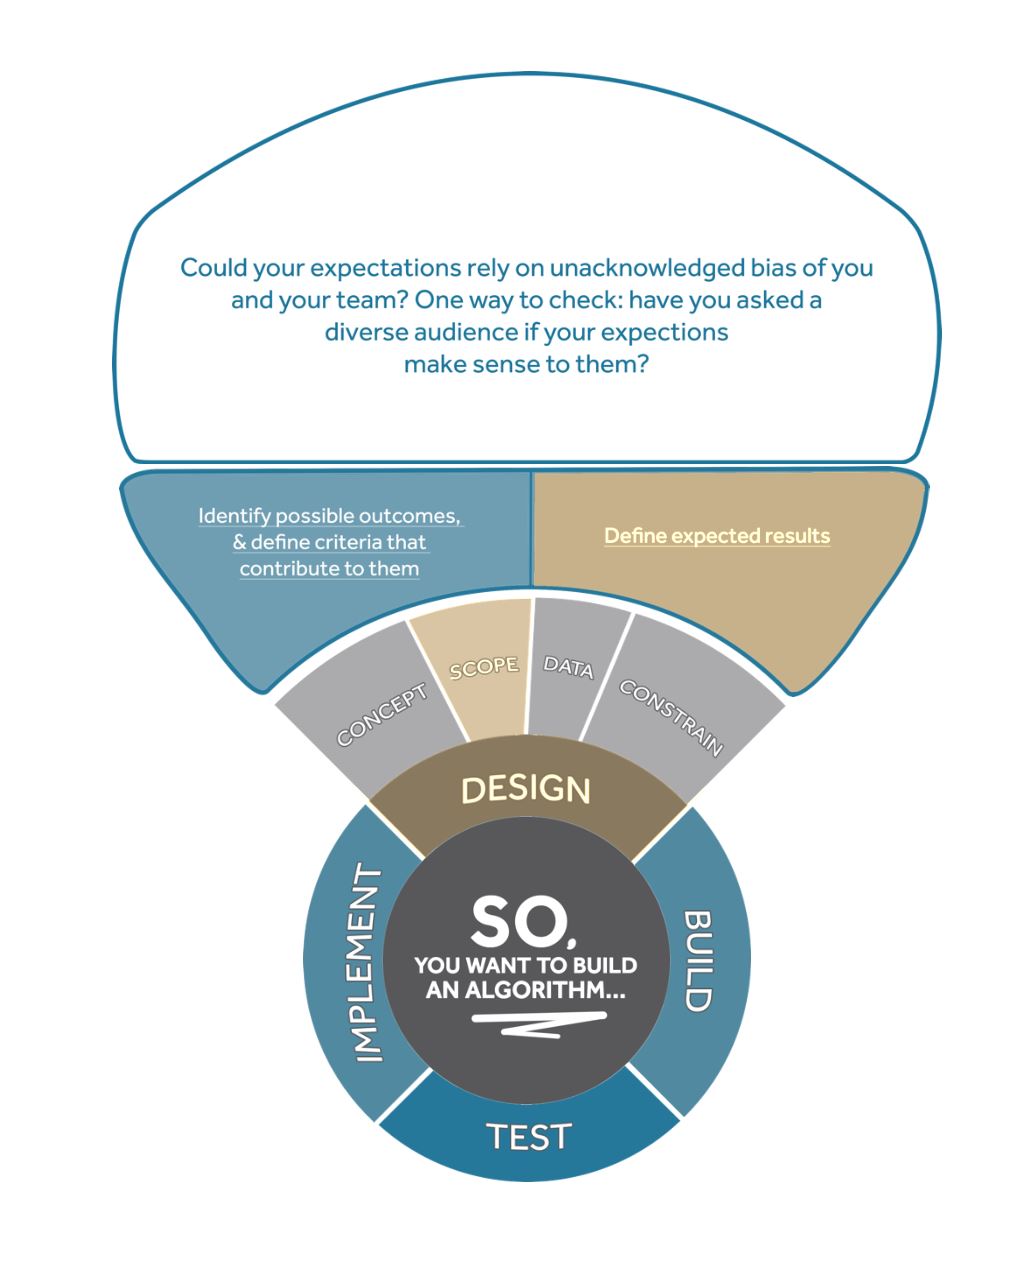 Could your expectations rely on unacknowledged bias of you
and your team? One way to check: have you asked a
diverse audience if your expections
make sense to them?
Identify possible outcomes,
& define criteria that
contribute to them
Define expected results
CONCEPT
SCOPE
DATA
CONSTRAIN
DESIGN
IMPLEMENT
SO,
YOU WANT TO BUILD
AN ALGORITHM...
BUILD
TEST